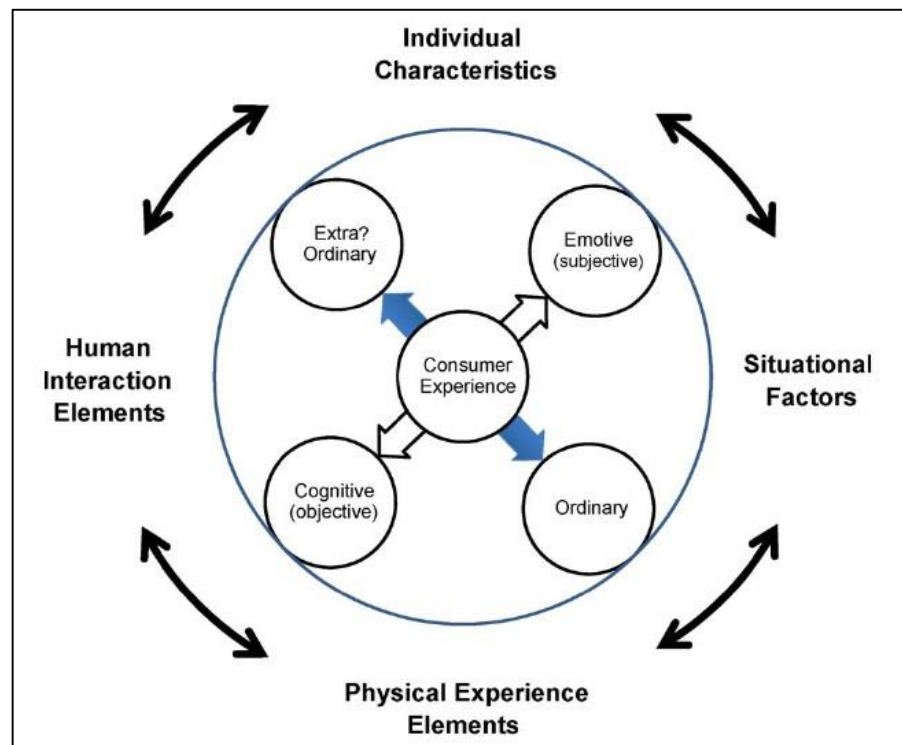 Individual
Characteristics
Extra?
Ordinary
Emotive
(subjective)
Human
Interaction
Elements
Consumer
Experience
Situational
Factors
Cognitive
(objective)
Ordinary
Physical Experience
Elements